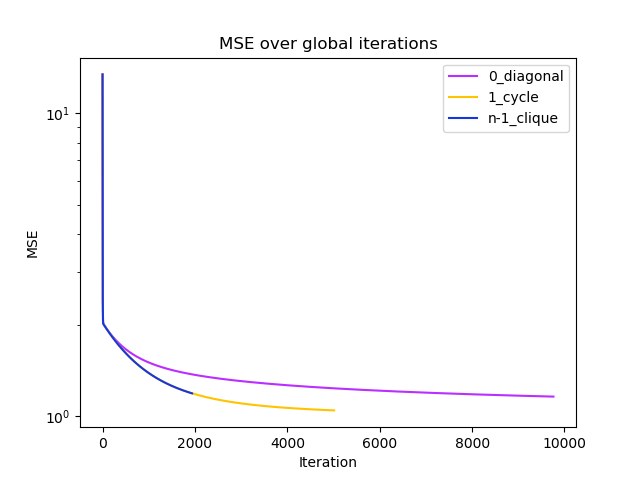 MSE over global iterations
0_diagonal
1_cycle
n-1_clique
10¹
10⁰
MSE
0 2000 4000 6000 8000 10000
Iteration